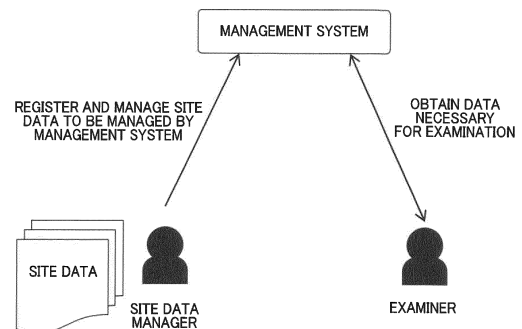 MANAGEMENT SYSTEM
REGISTER AND MANAGE SITE
DATA TO BE MANAGED BY
MANAGEMENT SYSTEM
OBTAIN DATA
NECESSARY
FOR EXAMINATION
SITE DATA
SITE DATA
MANAGER
EXAMINER